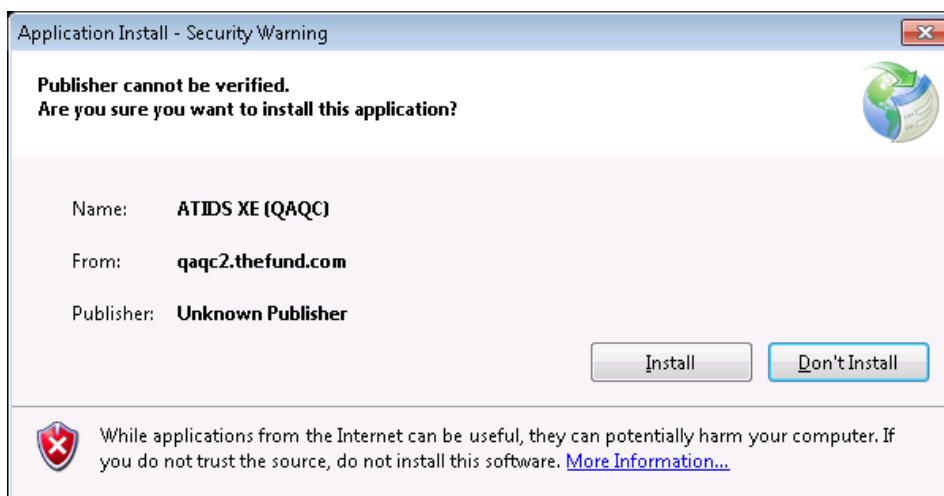 Application Install - Security Warning
Publisher cannot be verified.
Are you sure you want to install this application?
Name: ATIDS XE (QAQC)
From: qaqc2.thefund.com
Publisher: Unknown Publisher
Install Don't Install
While applications from the Internet can be useful, they can potentially harm your computer. If
you do not trust the source, do not install this software. More Information...